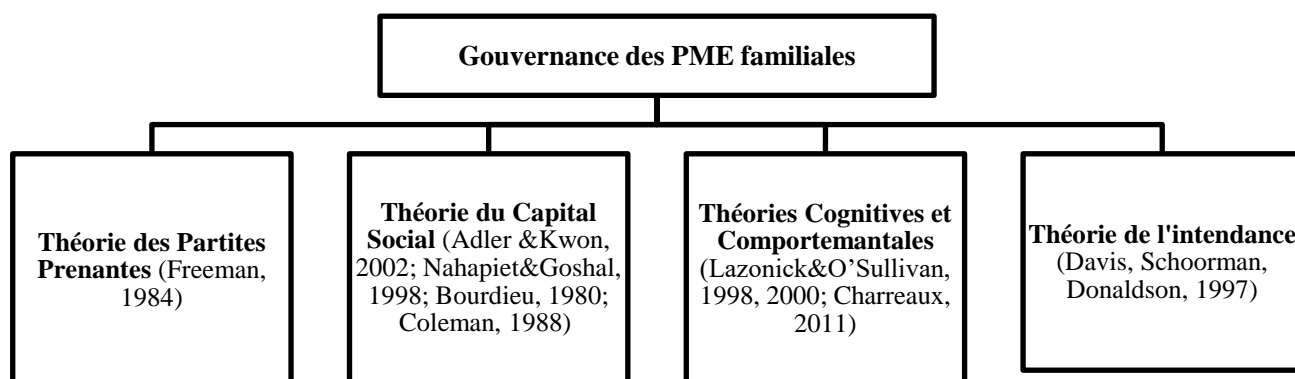 Gouvernance des PME familiales
Théorie des Partites
Prenantes (Freeman,
1984)
Théorie du Capital
Social (Adler &Kwon,
2002; Nahapiet&Goshal,
1998; Bourdieu, 1980;
Coleman, 1988)
Théories Cognitives et
Comportemantales
(Lazonick&O’Sullivan,
1998, 2000; Charreaux,
2011)
Théorie de l'intendance
(Davis, Schoorman,
Donaldson, 1997)